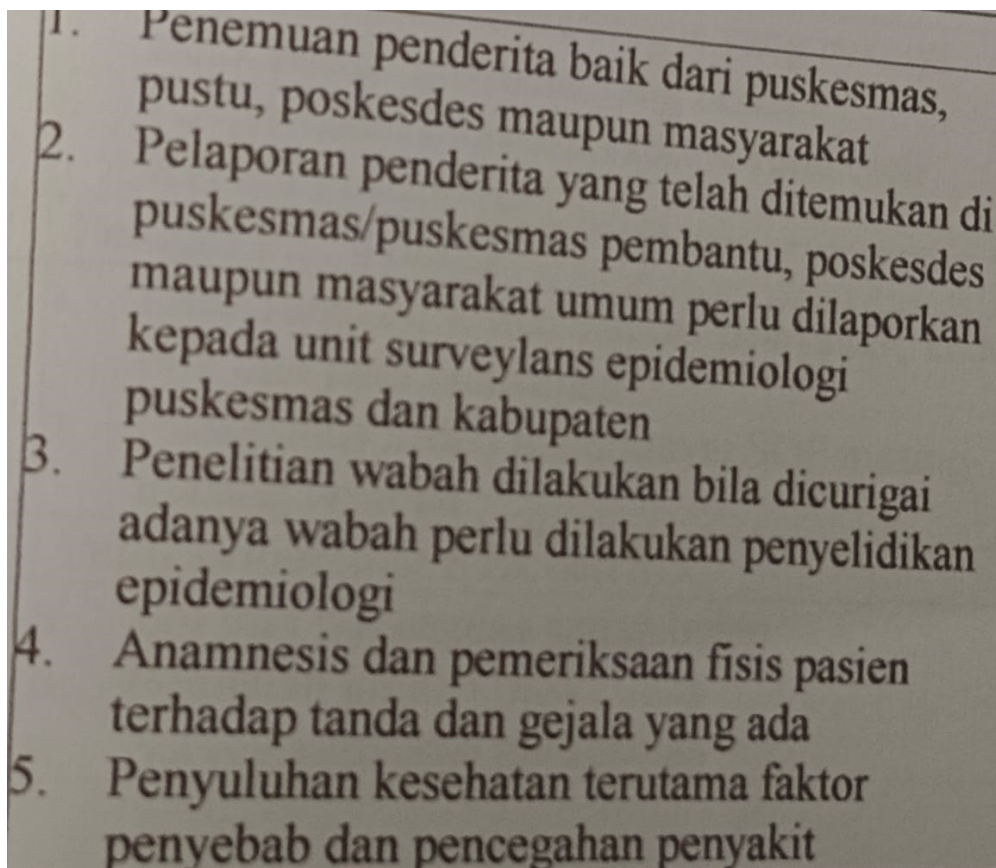 1. Penemuan penderita baik dari puskesmas,
pustu, poskesdes maupun masyarakat
2. Pelaporan penderita yang telah ditemukan di
puskesmas/puskesmas pembantu, poskesdes
maupun masyarakat umum perlu dilaporkan
kepada unit surveylans epidemiologi
puskesmas dan kabupaten
3. Penelitian wabah dilakukan bila dicurigai
adanya wabah perlu dilakukan penyelidikan
epidemiologi
4. Anamnesis dan pemeriksaan fisis pasien
terhadap tanda dan gejala yang ada
5. Penyuluhan kesehatan terutama faktor
penyebab dan pencegahan penyakit